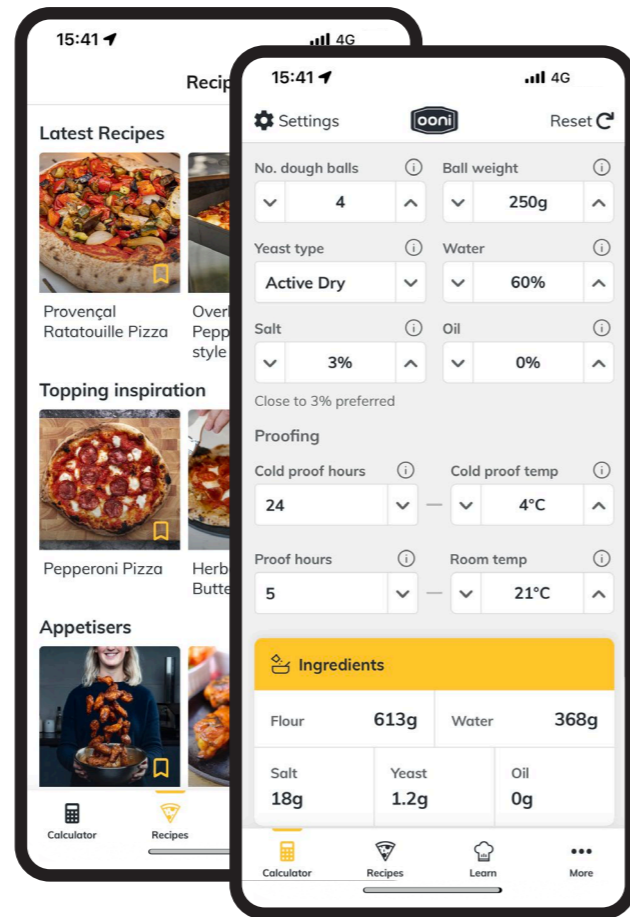 15:41
4G
Recip
Latest Recipes
Provençal
Ratatouille Pizza
Over
Pepp
style
Topping inspiration
Pepperoni Pizza
Herb
Butte
Appetisers
Calculator
Recipes
15:41
4G
Settings
ooni
Reset
No. dough balls
Ball weight
4
250g
Yeast type
Water
Active Dry
60%
Salt
Oil
3%
0%
Close to 3% preferred
Proofing
Cold proof hours
Cold proof temp
24
4°C
Proof hours
Room temp
5
21°C
Ingredients
Flour 613g
Water 368g
Salt
18g
Yeast
1.2g
Oil
0g
Calculator
Recipes
Learn
More